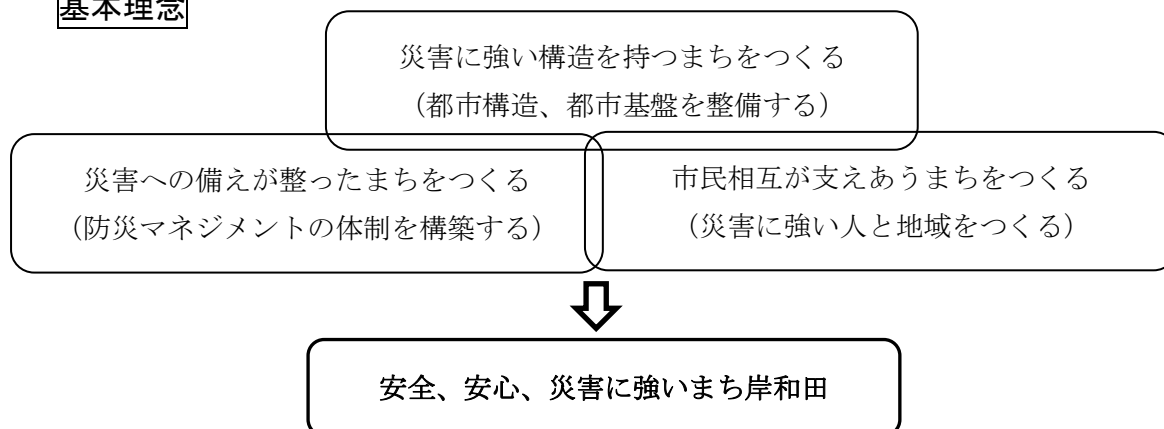 基本理念
災害に強い構造を持つまちをつくる
(都市構造、都市基盤を整備する)
災害への備えが整ったまちをつくる
(防災マネジメントの体制を構築する)
市民相互が支えあうまちをつくる
(災害に強い人と地域をつくる)
安全、安心、災害に強いまち岸和田